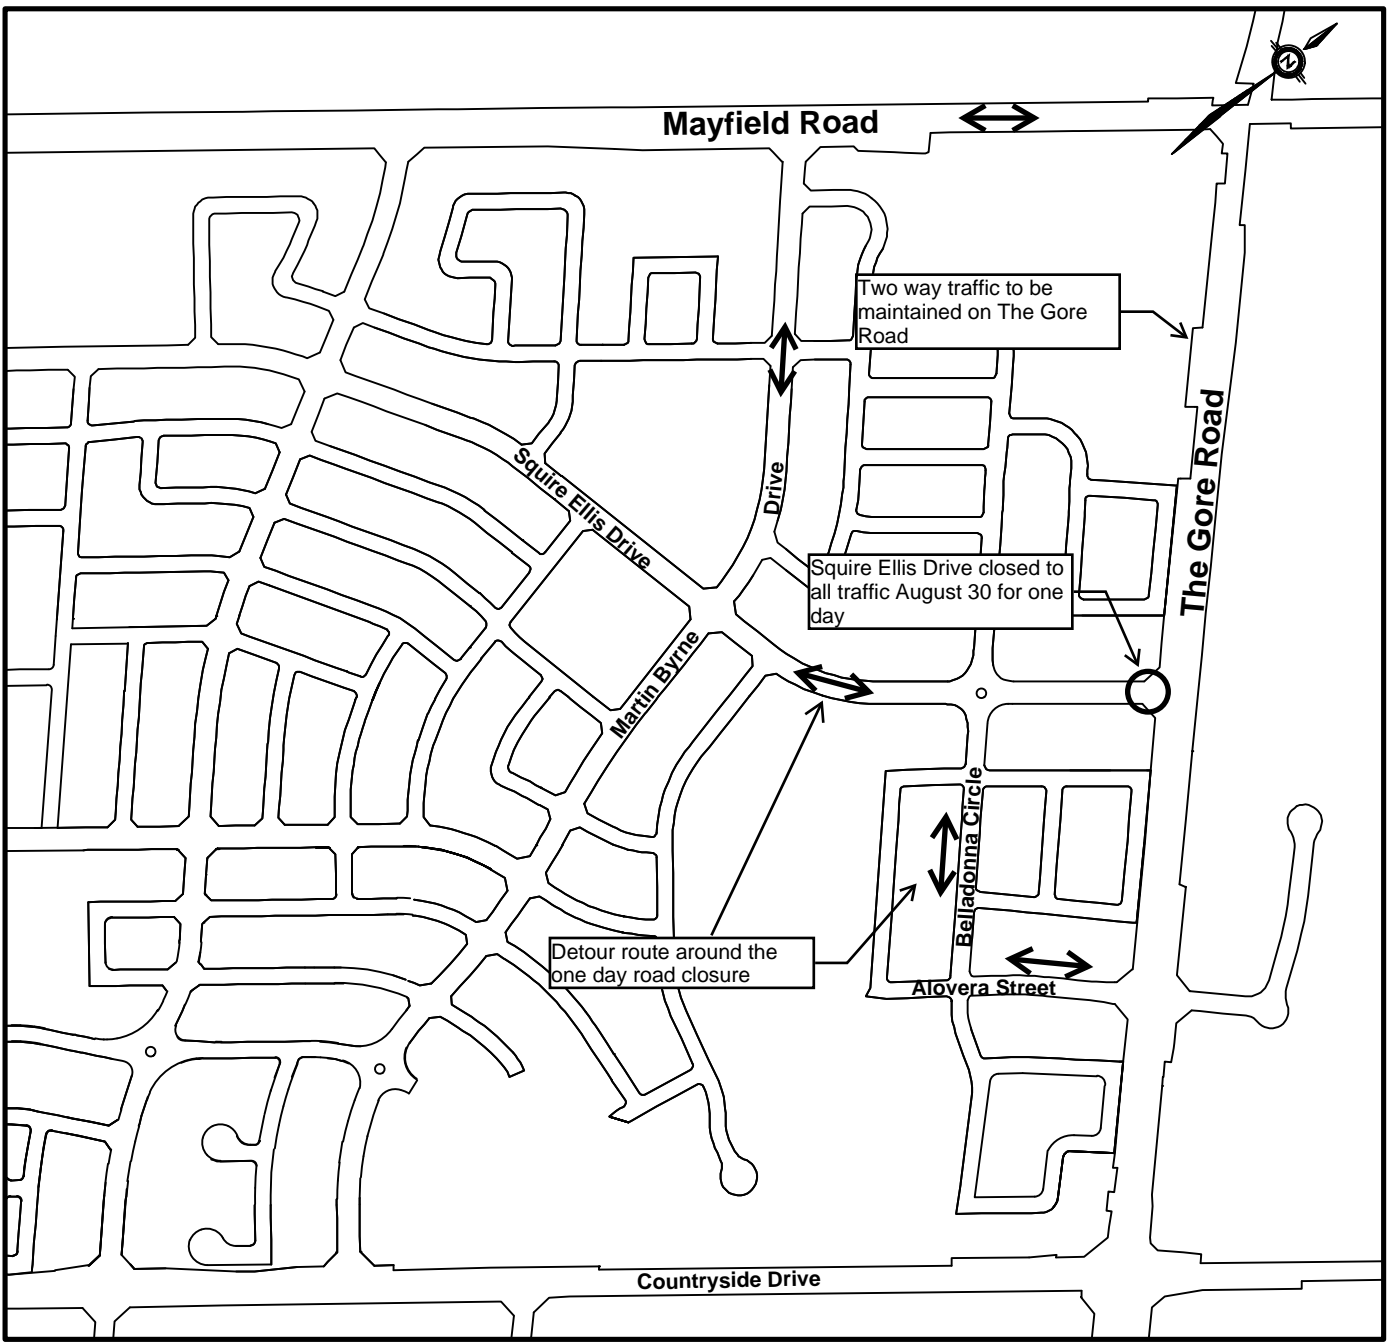 N
Mayfield Road
Two way traffic to be
maintained on The Gore
Road
The Gore Road
Squire Ellis Drive
Drive
Squire Ellis Drive closed to
all traffic August 30 for one
day
Martin Byrne
Belladonna Circle
Detour route around the
one day road closure
Alovera Street
Countryside Drive